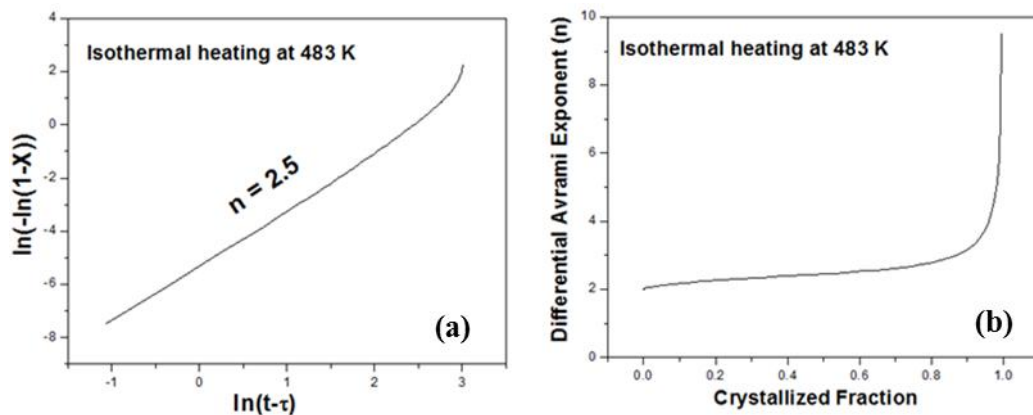 Isothermal heating at 483 K
n = 2.5
ln(-ln(1-X))
4
2
0
-2
-4
-6
-8
-1
0
1
2
3
ln(t-τ)
(a)
Isothermal heating at 483 K
Differential Avrami Exponent (n)
10
8
6
4
2
0
0.0
0.2
0.4
0.6
0.8
1.0
Crystallized Fraction
(b)